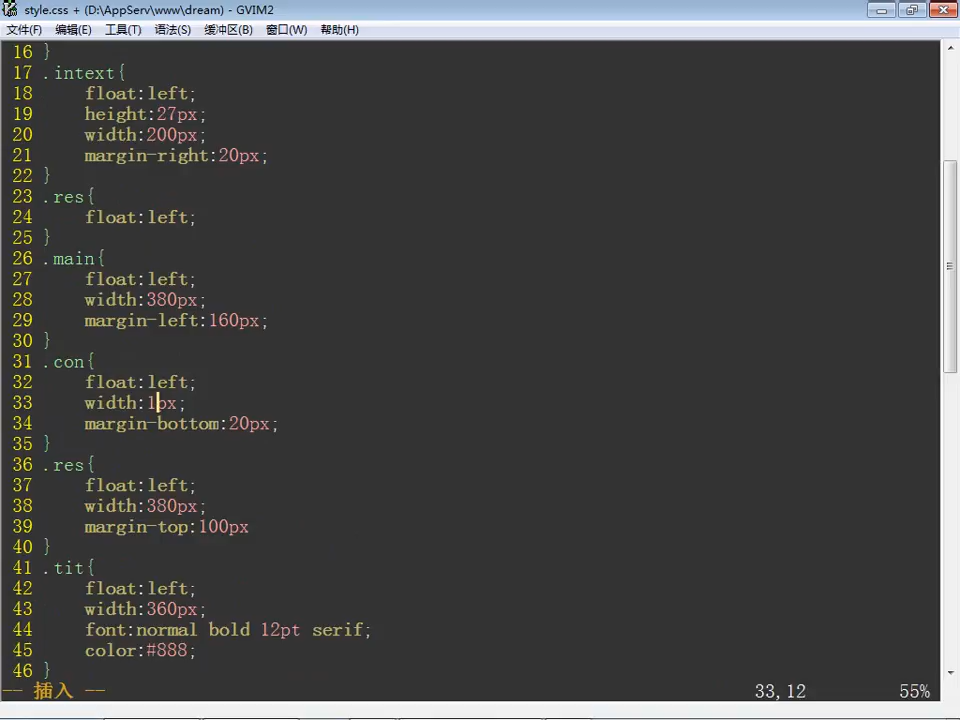 style.css + (D:\AppServ\www\dream) - GVIM2
文件(F) 编辑(E) 工具(T) 语法(S) 缓冲区(B) 窗口(W) 帮助(H)
16 }
17 .intext{
18 float:left;
19 height:27px;
20 width:200px;
21 margin-right:20px;
22 }
23 .res{
24 float:left;
25 }
26 .main{
27 float:left;
28 width:380px;
29 margin-left:160px;
30 }
31 .con{
32 float:left;
33 width:1px;
34 margin-bottom:20px;
35 }
36 .res{
37 float:left;
38 width:380px;
39 margin-top:100px
40 }
41 .tit{
42 float:left;
43 width:360px;
44 font:normal bold 12pt serif;
45 color:#888;
46 }
-- 插入 -- 33,12 55%